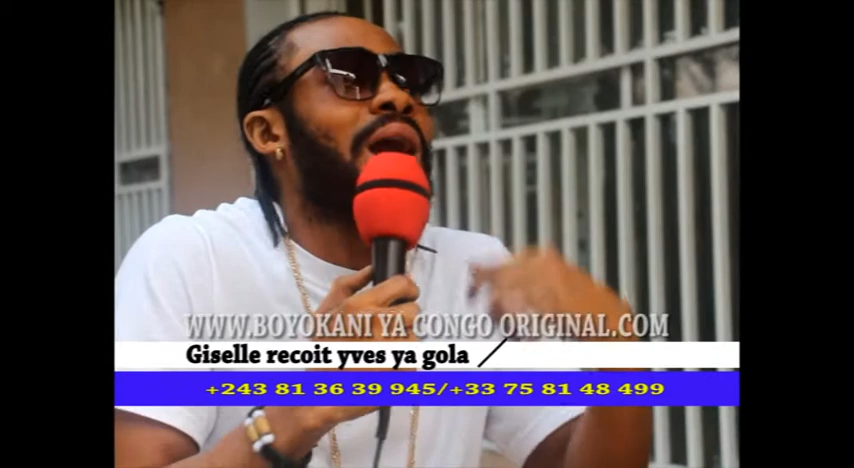 WWW.BOYOKANI YA CONGO ORIGINAL.COM
Giselle recoit yves ya gola /
+243 81 36 39 945/+33 75 81 48 499